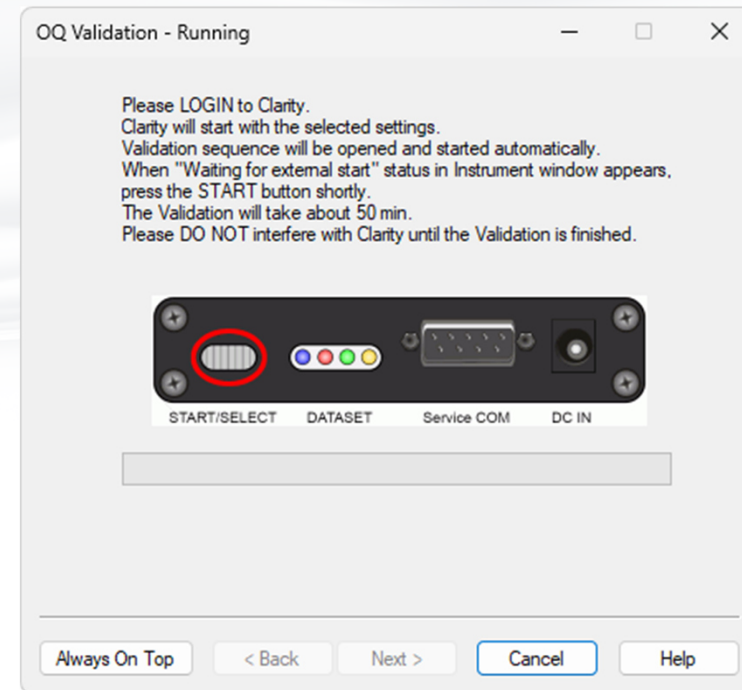 OQ Validation - Running
Please LOGIN to Clarity.
Clarity will start with the selected settings.
Validation sequence will be opened and started automatically.
When "Waiting for external start" status in Instrument window appears,
press the START button shortly.
The Validation will take about 50 min.
Please DO NOT interfere with Clarity until the Validation is finished.
START/SELECT DATASET Service COM DC IN
Always On Top < Back Next > Cancel Help